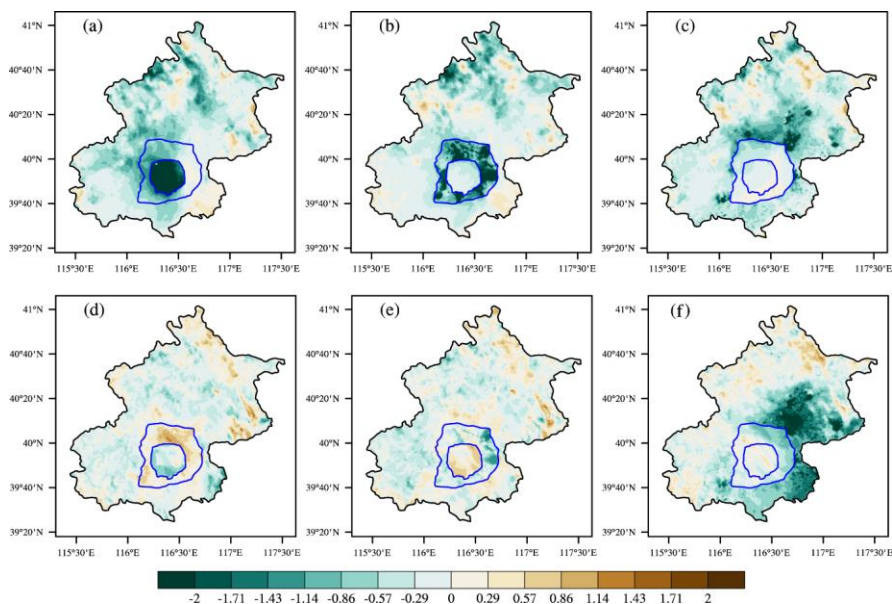 (a) (b) (c)
41°N 41°N 41°N
40°40'N 40°40'N 40°40'N
40°20'N 40°20'N 40°20'N
40°N 40°N 40°N
39°40'N 39°40'N 39°40'N
39°20'N 39°20'N 39°20'N
115°30'E 116°E 116°30'E 117°E 117°30'E 115°30'E 116°E 116°30'E 117°E 117°30'E 115°30'E 116°E 116°30'E 117°E 117°30'E
(d) (e) (f)
41°N 41°N 41°N
40°40'N 40°40'N 40°40'N
40°20'N 40°20'N 40°20'N
40°N 40°N 40°N
39°40'N 39°40'N 39°40'N
39°20'N 39°20'N 39°20'N
115°30'E 116°E 116°30'E 117°E 117°30'E 115°30'E 116°E 116°30'E 117°E 117°30'E 115°30'E 116°E 116°30'E 117°E 117°30'E
-2 -1.71 -1.43 -1.14 -0.86 -0.57 -0.29 0 0.29 0.57 0.86 1.14 1.43 1.71 2